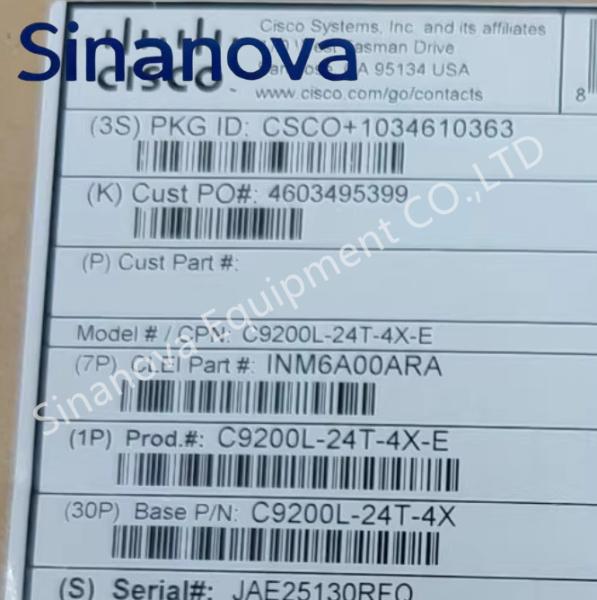 Sinanova
Cisco Systems, Inc. and its affiliates
Tasman Drive
95134 USA
CISCO
www.cisco.com/go/contacts
8
(3S) PKG ID: CSCO+1034610363
(K) Cust PO#: 4603495399
(P) Cust Part #:
Model # / CPN: C9200L-24T-4X-E
(7P) CLEI Part #: INM6A00ARA
(1P) Prod.#: C9200L-24T-4X-E
(30P) Base P/N: C9200L-24T-4X
(S) Serial#:
Sinanova Equipment CO.,LTD